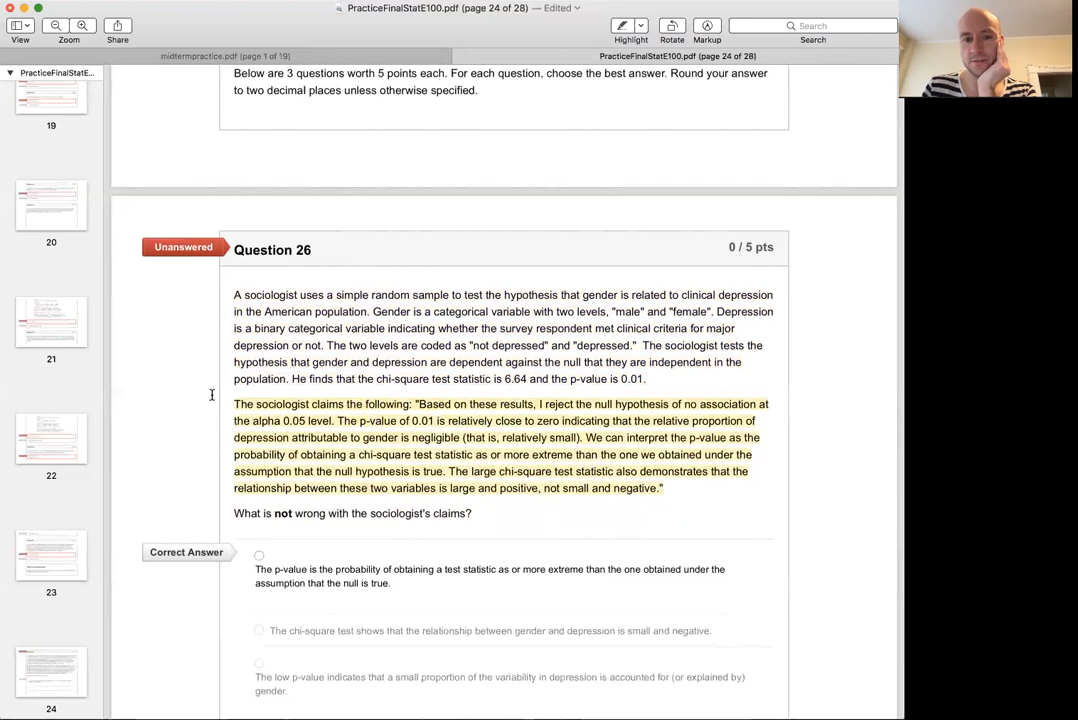 PracticeFinalStatE100.pdf (page 24 of 28) — Edited
View
Zoom
Share
Highlight
Rotate
Markup
Search
Search
midtermpractice.pdf (page 1 of 19)
PracticeFinalStatE100.pdf (page 24 of 28)
PracticeFinalStatE...
19
20
21
22
23
24
Below are 3 questions worth 5 points each. For each question, choose the best answer. Round your answer
to two decimal places unless otherwise specified.
Unanswered
Question 26
0 / 5 pts
A sociologist uses a simple random sample to test the hypothesis that gender is related to clinical depression
in the American population. Gender is a categorical variable with two levels, "male" and "female". Depression
is a binary categorical variable indicating whether the survey respondent met clinical criteria for major
depression or not. The two levels are coded as "not depressed" and "depressed." The sociologist tests the
hypothesis that gender and depression are dependent against the null that they are independent in the
population. He finds that the chi-square test statistic is 6.64 and the p-value is 0.01.
The sociologist claims the following: "Based on these results, I reject the null hypothesis of no association at
the alpha 0.05 level. The p-value of 0.01 is relatively close to zero indicating that the relative proportion of
depression attributable to gender is negligible (that is, relatively small). We can interpret the p-value as the
probability of obtaining a chi-square test statistic as or more extreme than the one we obtained under the
assumption that the null hypothesis is true. The large chi-square test statistic also demonstrates that the
relationship between these two variables is large and positive, not small and negative."
What is not wrong with the sociologist's claims?
Correct Answer
The p-value is the probability of obtaining a test statistic as or more extreme than the one obtained under the
assumption that the null is true.
The chi-square test shows that the relationship between gender and depression is small and negative.
The low p-value indicates that a small proportion of the variability in depression is accounted for (or explained by)
gender.